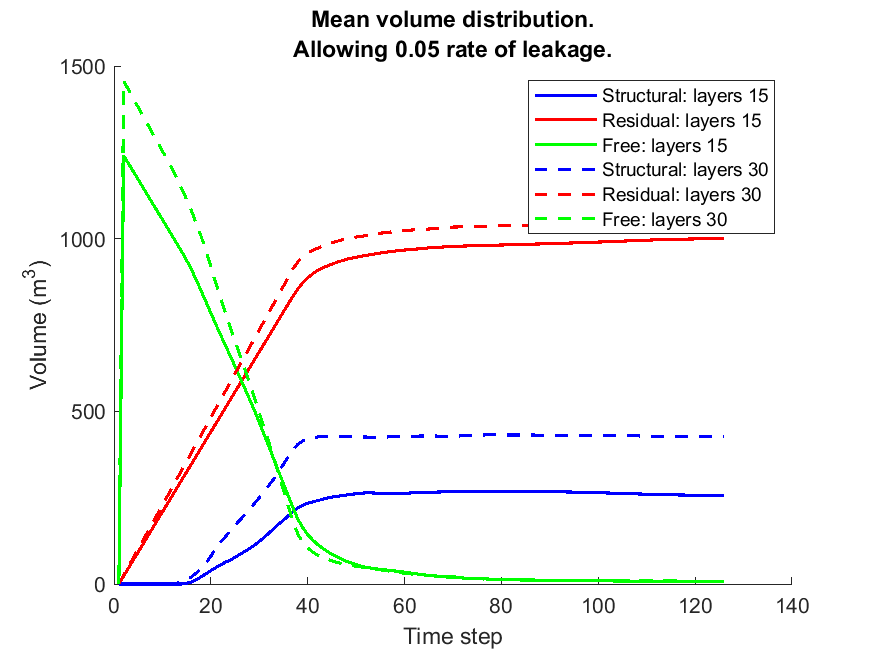 Mean volume distribution.
Allowing 0.05 rate of leakage.
1500
1000
500
0
Volume (m³)
Structural: layers 15
Residual: layers 15
Free: layers 15
Structural: layers 30
Residual: layers 30
Free: layers 30
0 20 40 60 80 100 120 140
Time step